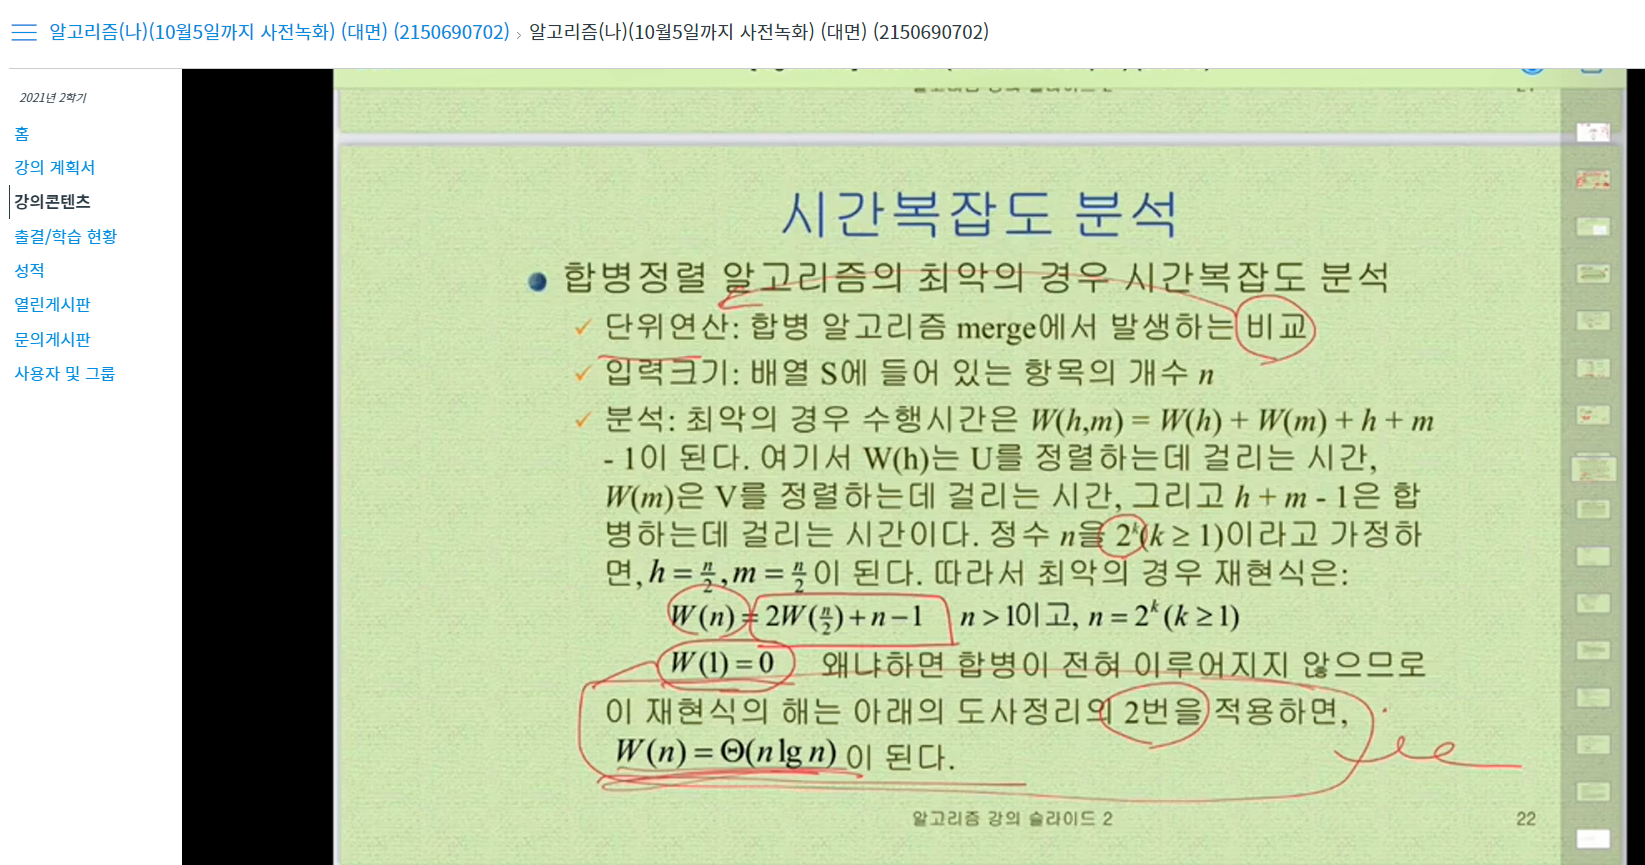 알고리즘(나)(10월5일까지 사전녹화) (대면) (2150690702) › 알고리즘(나)(10월5일까지 사전녹화) (대면) (2150690702)
2021년 2학기
홈
강의 계획서
강의콘텐츠
출결/학습 현황
성적
열린게시판
문의게시판
사용자 및 그룹
시간복잡도 분석
합병정렬 알고리즘의 최악의 경우 시간복잡도 분석
단위연산: 합병 알고리즘 merge에서 발생하는 비교
입력크기: 배열 S에 들어 있는 항목의 개수 n
분석: 최악의 경우 수행시간은 W(h,m) = W(h) + W(m) + h + m
- 1이 된다. 여기서 W(h)는 U를 정렬하는데 걸리는 시간,
W(m)은 V를 정렬하는데 걸리는 시간, 그리고 h + m - 1은 합
병하는데 걸리는 시간이다. 정수 n을 2^k(k ≥ 1)이라고 가정하
면, h = n/2, m = n/2 이 된다. 따라서 최악의 경우 재현식은:
W(n) = 2W(n/2) + n − 1 n > 1이고, n = 2^k (k ≥ 1)
W(1) = 0 왜냐하면 합병이 전혀 이루어지지 않으므로
이 재현식의 해는 아래의 도사정리의 2번을 적용하면,
W(n) = Θ(n lg n) 이 된다.
알고리즘 강의 슬라이드 2 22